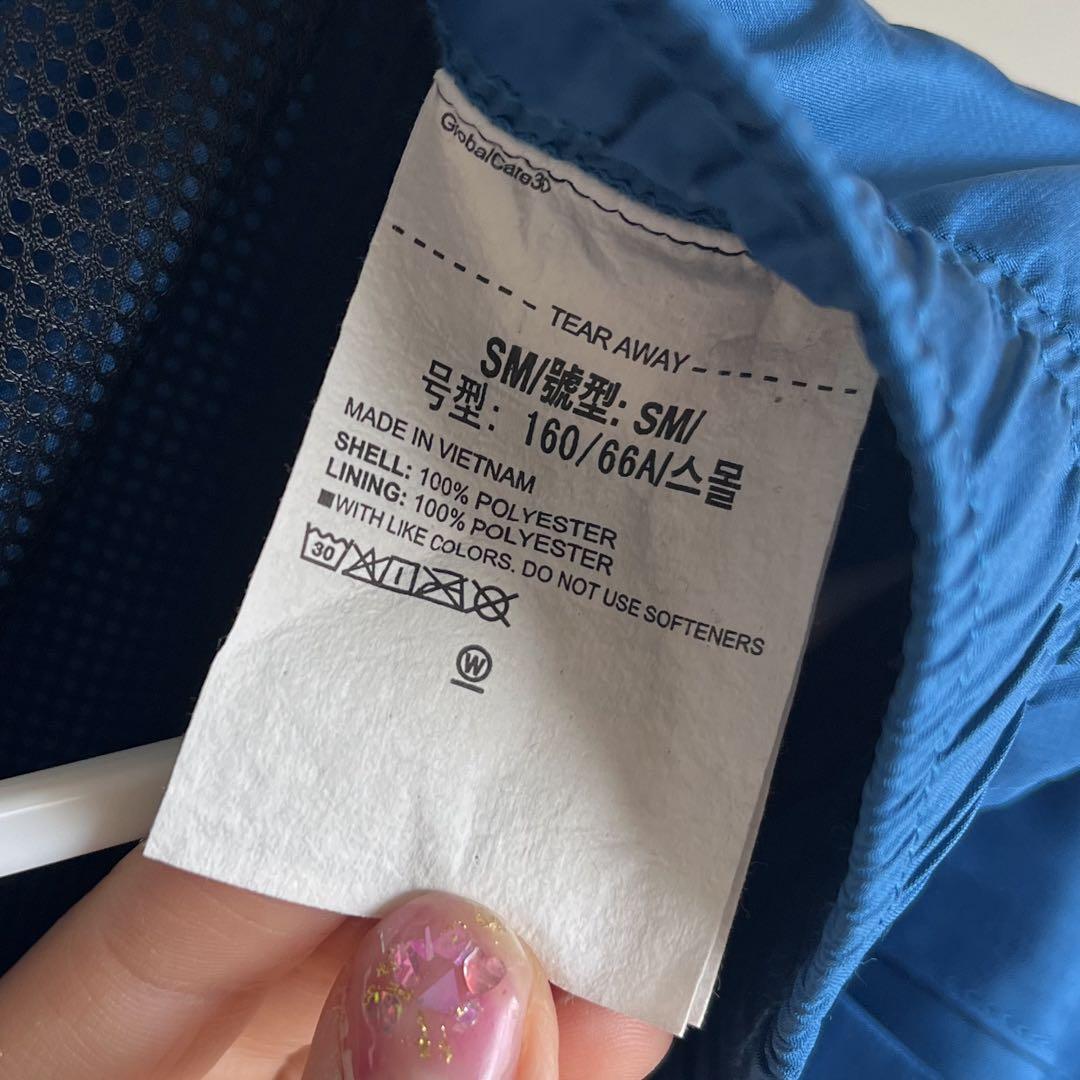 GlobalCare3D
TEAR AWAY
SM/號型: SM/
号型: 160/66A/스몰
MADE IN VIETNAM
SHELL: 100% POLYESTER
LINING: 100% POLYESTER
■WITH LIKE COLORS. DO NOT USE SOFTENERS
30
W